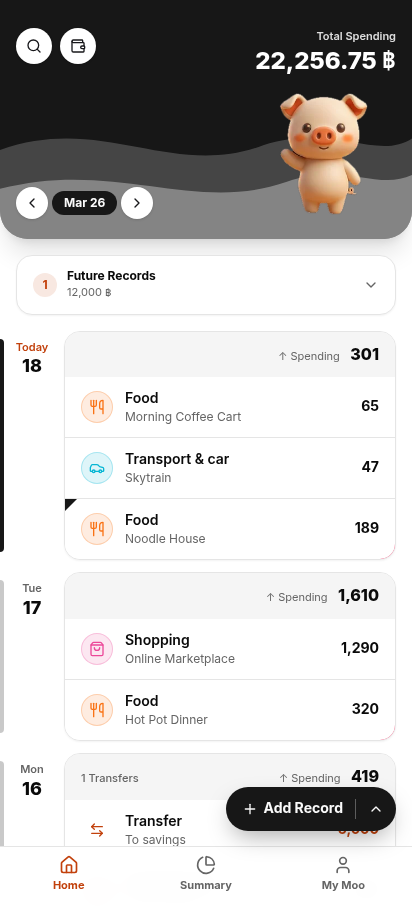 Total Spending
22,256.75 ฿
Mar 26
1
Future Records
12,000 ฿
Today
18
↑ Spending 301
Food
Morning Coffee Cart
65
Transport & car
Skytrain
47
Food
Noodle House
189
Tue
17
↑ Spending 1,610
Shopping
Online Marketplace
1,290
Food
Hot Pot Dinner
320
Mon
16
1 Transfers
↑ Spending 419
Transfer
To savings
+ Add Record
Home
Summary
My Moo